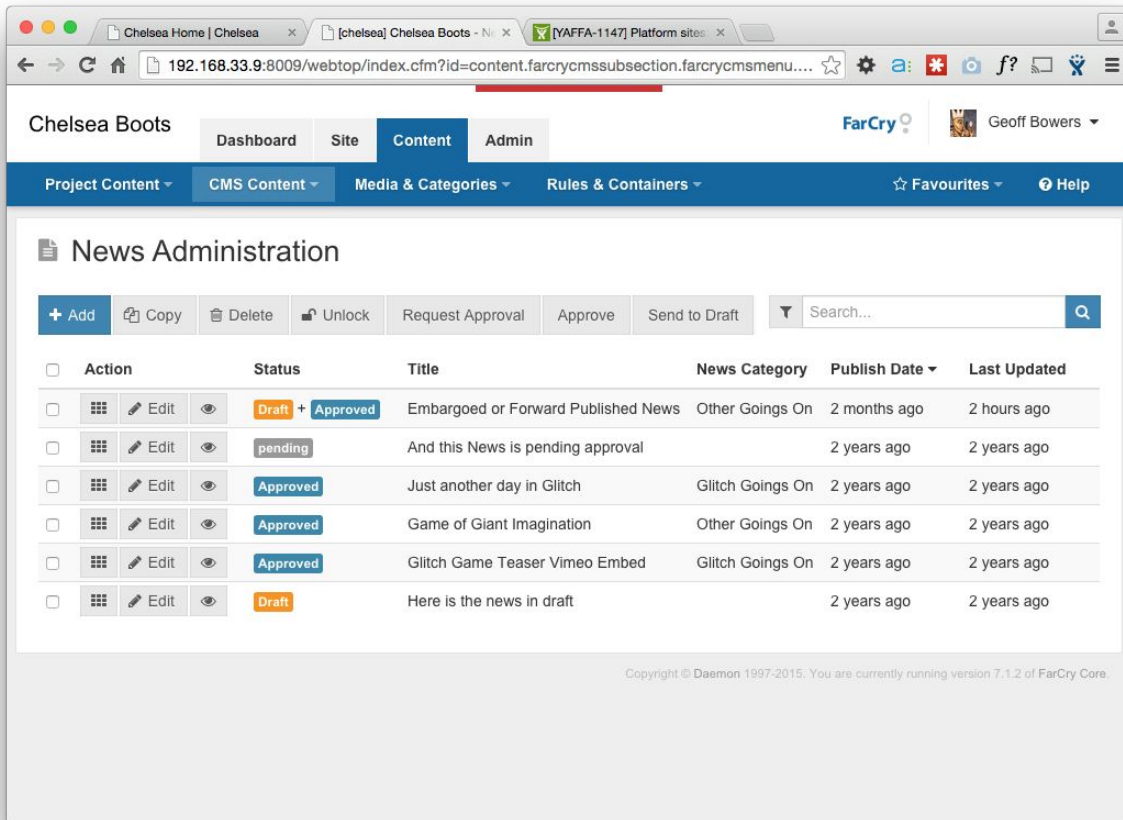 Chelsea Home | Chelsea
[chelsea] Chelsea Boots - N
[YAFFA-1147] Platform sites
192.168.33.9:8009/webtop/index.cfm?id=content.farcrycmssubsection.farcrycmsmenu....
a: f?
Chelsea Boots
Dashboard Site Content Admin
FarCry
Geoff Bowers
Project Content CMS Content Media & Categories Rules & Containers Favourites Help
News Administration
Add Copy Delete Unlock Request Approval Approve Send to Draft Search...
Action Status Title News Category Publish Date Last Updated
Edit Draft + Approved Embargoed or Forward Published News Other Goings On 2 months ago 2 hours ago
Edit pending And this News is pending approval 2 years ago 2 years ago
Edit Approved Just another day in Glitch Glitch Goings On 2 years ago 2 years ago
Edit Approved Game of Giant Imagination Other Goings On 2 years ago 2 years ago
Edit Approved Glitch Game Teaser Vimeo Embed Glitch Goings On 2 years ago 2 years ago
Edit Draft Here is the news in draft 2 years ago 2 years ago
Copyright © Daemon 1997-2015. You are currently running version 7.1.2 of FarCry Core.